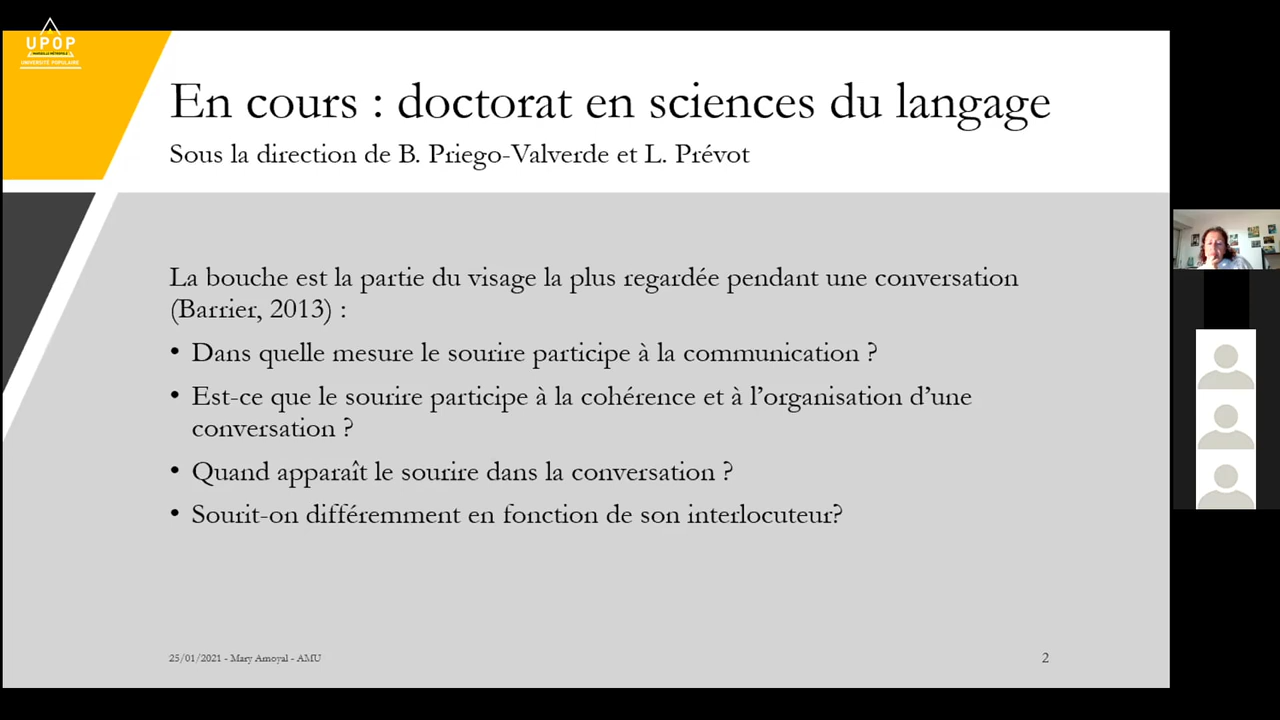 UPOP
MARSEILLE MÉTROPOLE
UNIVERSITÉ POPULAIRE
En cours : doctorat en sciences du langage
Sous la direction de B. Priego-Valverde et L. Prévot
La bouche est la partie du visage la plus regardée pendant une conversation
(Barrier, 2013) :
• Dans quelle mesure le sourire participe à la communication ?
• Est-ce que le sourire participe à la cohérence et à l’organisation d’une
conversation ?
• Quand apparaît le sourire dans la conversation ?
• Sourit-on différemment en fonction de son interlocuteur?
25/01/2021 - Mary Amoyal - AMU
2